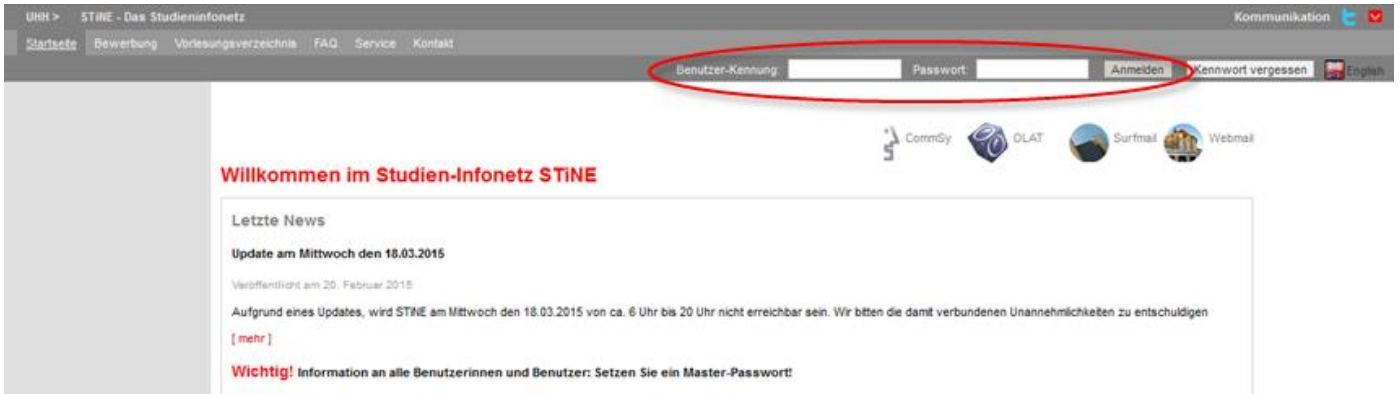 UHH > STiNE - Das Studieninfonetz Kommunikation
Startseite Bewerbung Vorlesungsverzeichnis FAQ Service Kontakt
Benutzer-Kennung: Passwort: Anmelden Kennwort vergessen English
CommSy OLAT Surfmail Webmail
Willkommen im Studien-Infonetz STiNE
Letzte News
Update am Mittwoch den 18.03.2015
Veröffentlicht am 20. Februar 2015
Aufgrund eines Updates, wird STiNE am Mittwoch den 18.03.2015 von ca. 6 Uhr bis 20 Uhr nicht erreichbar sein. Wir bitten die damit verbundenen Unannehmlichkeiten zu entschuldigen
[ mehr ]
Wichtig! Information an alle Benutzerinnen und Benutzer: Setzen Sie ein Master-Passwort!